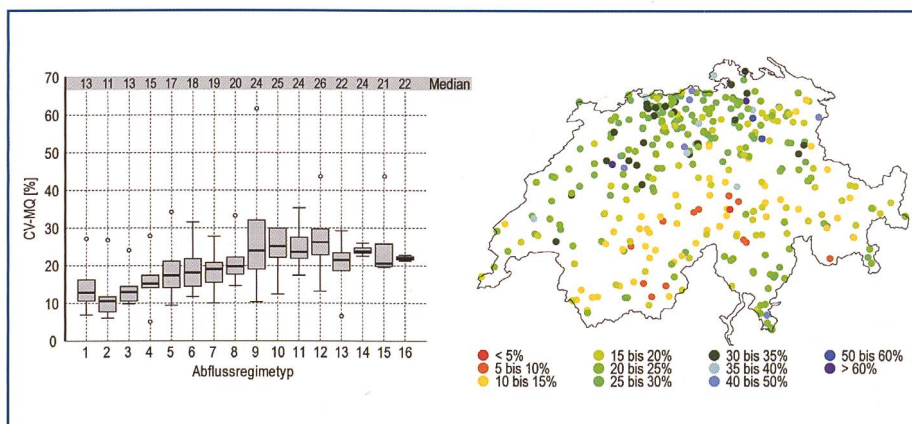 70
60
50
40
30
20
10
0
CV-MQ [%]
13 11 13 15 17 18 19 20 24 25 24 26 22 24 21 22 Median
1 2 3 4 5 6 7 8 9 10 11 12 13 14 15 16
Abflussregimetyp
< 5%
5 bis 10%
10 bis 15%
15 bis 20%
20 bis 25%
25 bis 30%
30 bis 35%
35 bis 40%
40 bis 50%
50 bis 60%
> 60%